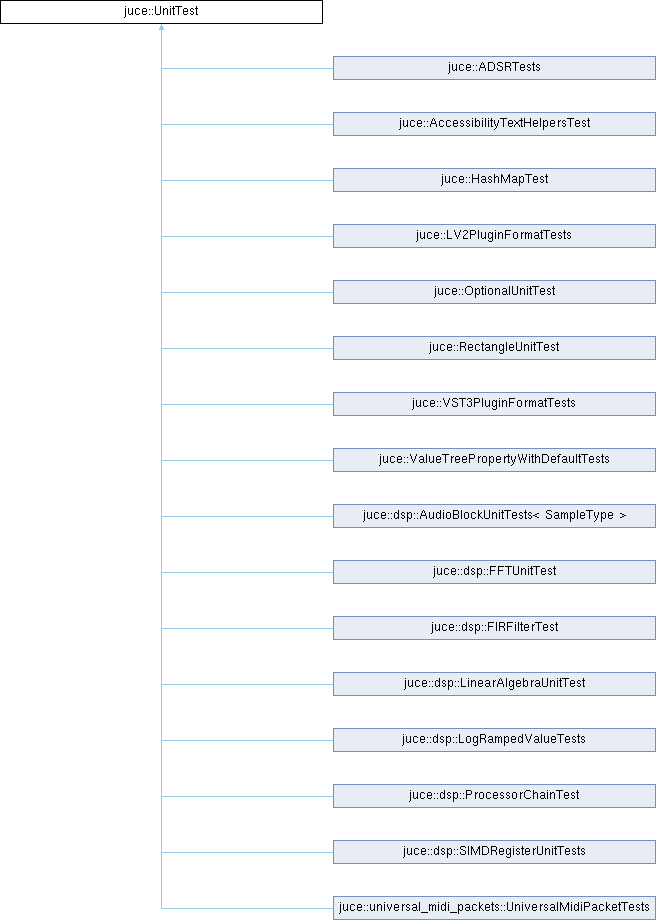 juce::UnitTest
juce::ADSRTests
juce::AccessibilityTextHelpersTest
juce::HashMapTest
juce::LV2PluginFormatTests
juce::OptionalUnitTest
juce::RectangleUnitTest
juce::VST3PluginFormatTests
juce::ValueTreePropertyWithDefaultTests
juce::dsp::AudioBlockUnitTests< SampleType >
juce::dsp::FFTUnitTest
juce::dsp::FIRFilterTest
juce::dsp::LinearAlgebraUnitTest
juce::dsp::LogRampedValueTests
juce::dsp::ProcessorChainTest
juce::dsp::SIMDRegisterUnitTests
juce::universal_midi_packets::UniversalMidiPacketTests